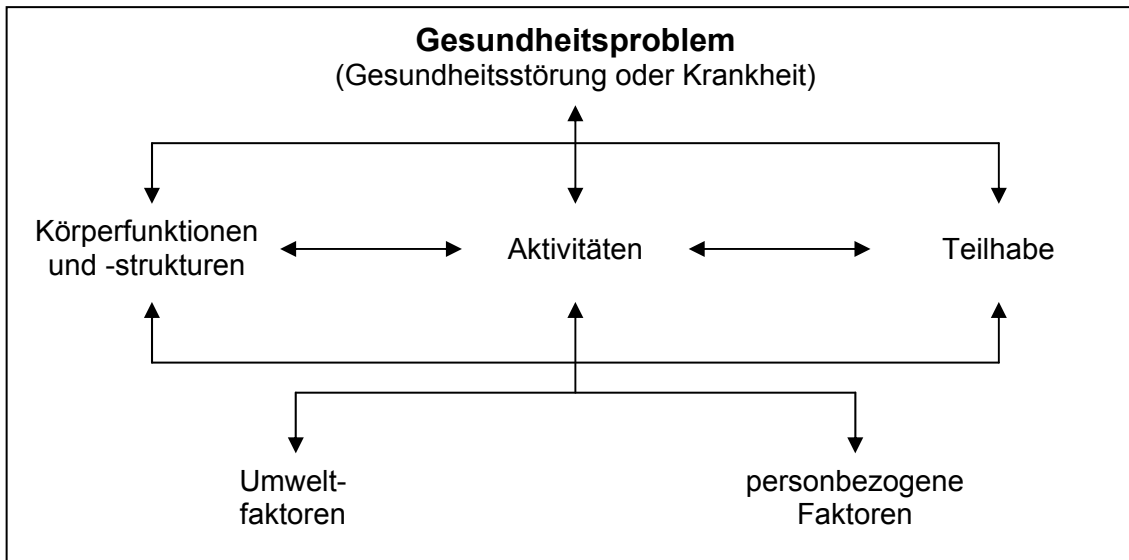 Gesundheitsproblem
(Gesundheitsstörung oder Krankheit)
Körperfunktionen
und -strukturen
Aktivitäten
Teilhabe
Umwelt-
faktoren
personbezogene
Faktoren